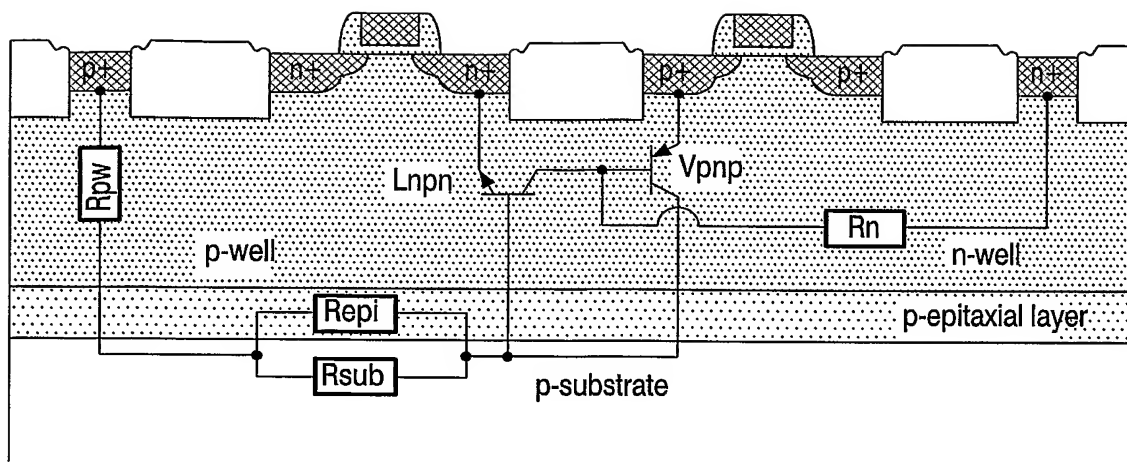 p+
n+
n+
p+
p+
n+
Rpw
Lnpn
Vpnp
Rn
p-well
n-well
Repi
p-epitaxial layer
Rsub
p-substrate